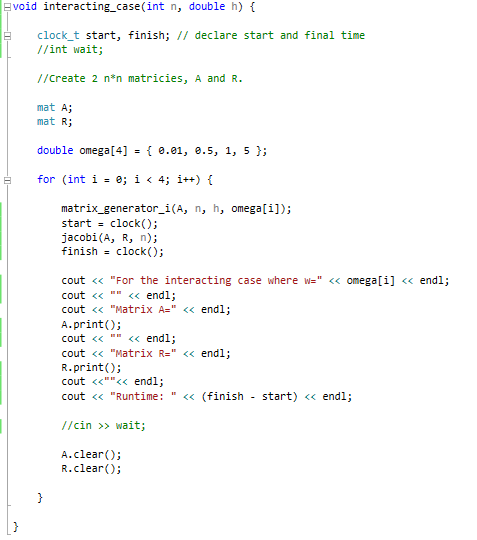 void interacting_case(int n, double h) {
clock_t start, finish; // declare start and final time
//int wait;
//Create 2 n*n matricies, A and R.
mat A;
mat R;
double omega[4] = { 0.01, 0.5, 1, 5 };
for (int i = 0; i < 4; i++) {
matrix_generator_i(A, n, h, omega[i]);
start = clock();
jacobi(A, R, n);
finish = clock();
cout << "For the interacting case where w=" << omega[i] << endl;
cout << "" << endl;
cout << "Matrix A=" << endl;
A.print();
cout << "" << endl;
cout << "Matrix R=" << endl;
R.print();
cout <<""<< endl;
cout << "Runtime: " << (finish - start) << endl;
//cin >> wait;
A.clear();
R.clear();
}
}